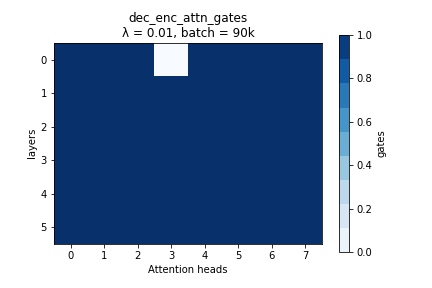 dec_enc_attn_gates
λ = 0.01, batch = 90k
layers
0
1
2
3
4
5
0 1 2 3 4 5 6 7
Attention heads
1.0
0.8
0.6
0.4
0.2
0.0
gates